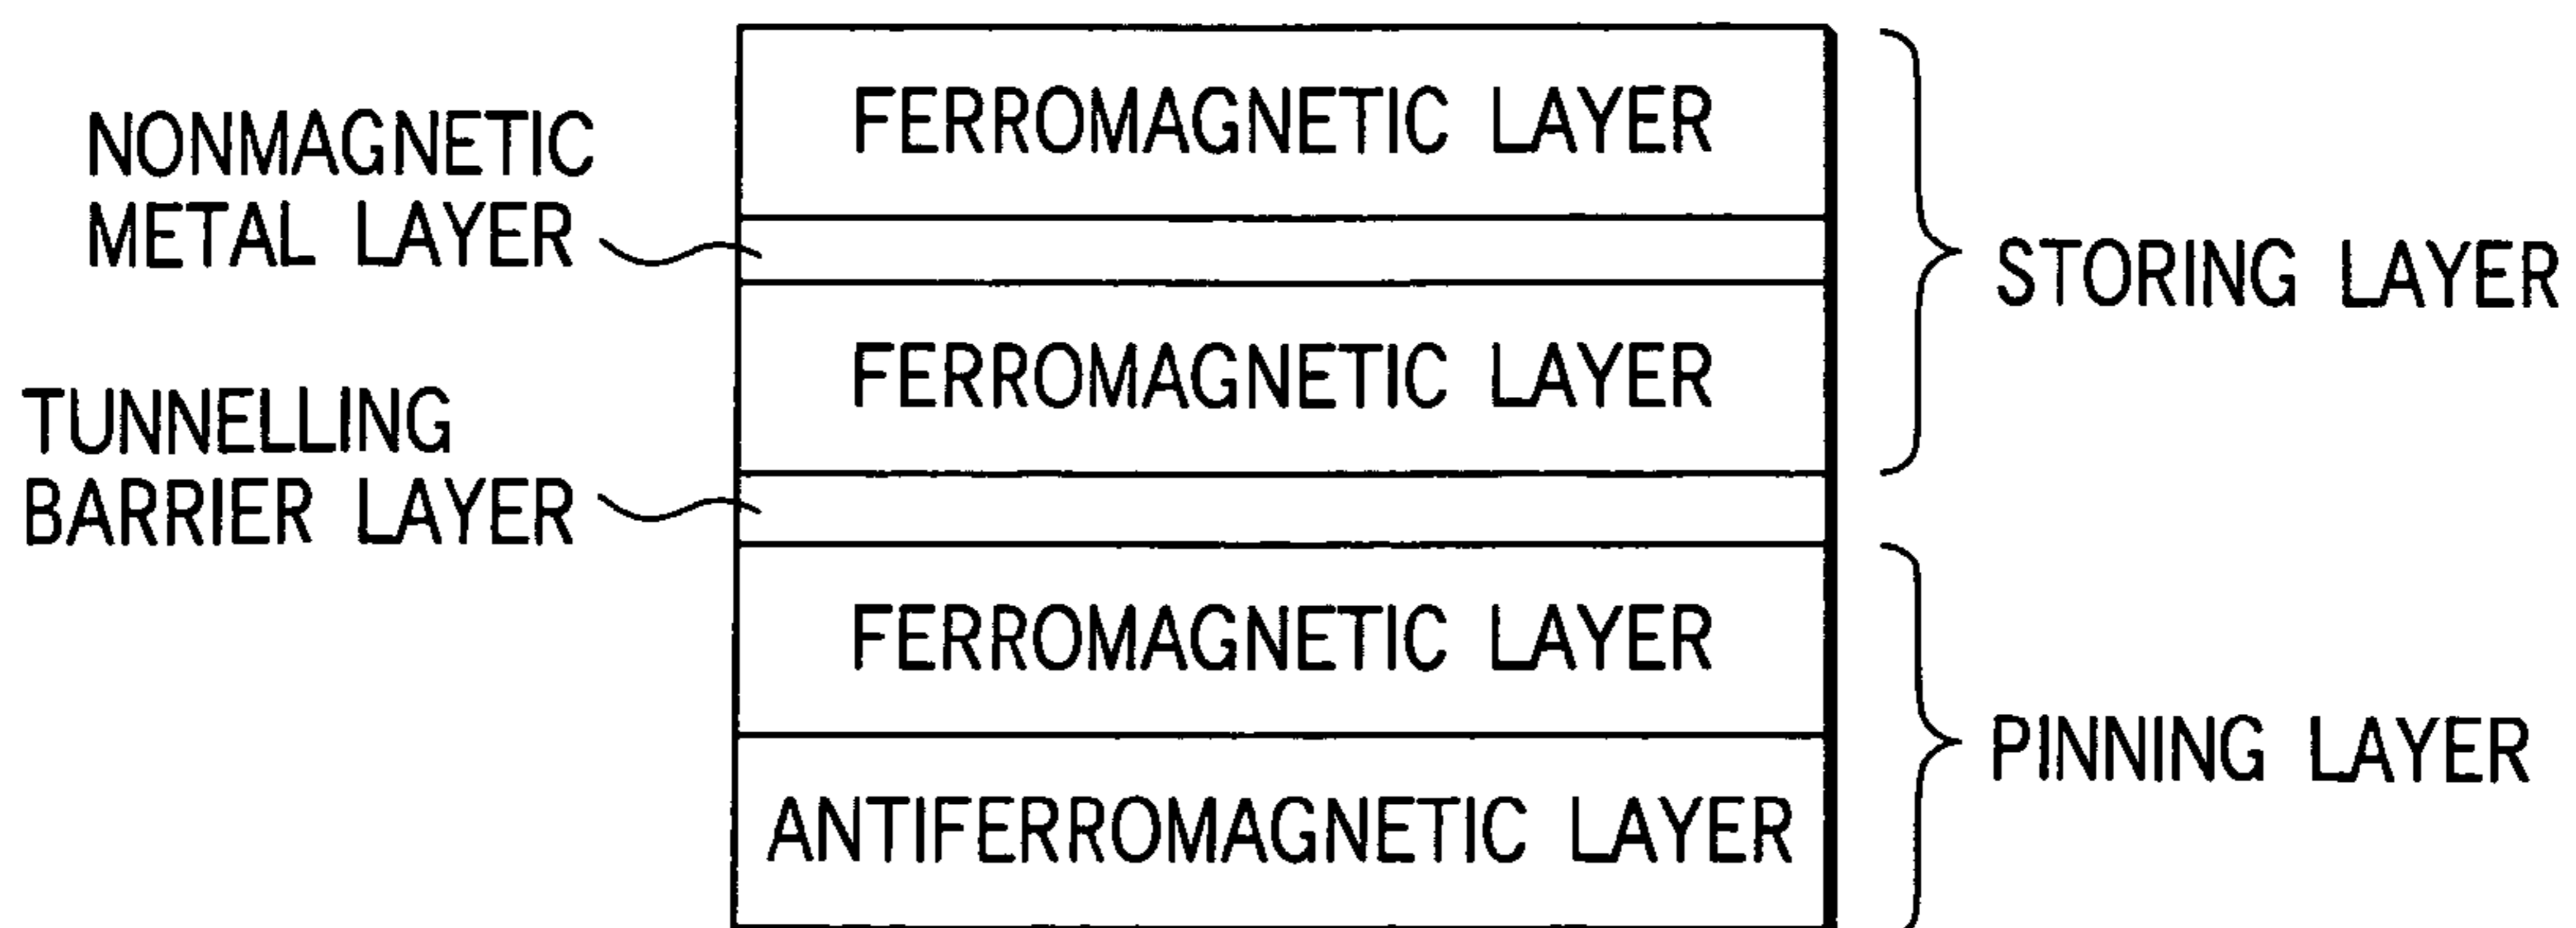 FERROMAGNETIC LAYER
NONMAGNETIC
METAL LAYER
STORING LAYER
FERROMAGNETIC LAYER
TUNNELLING
BARRIER LAYER
FERROMAGNETIC LAYER
PINNING LAYER
ANTIFERROMAGNETIC LAYER